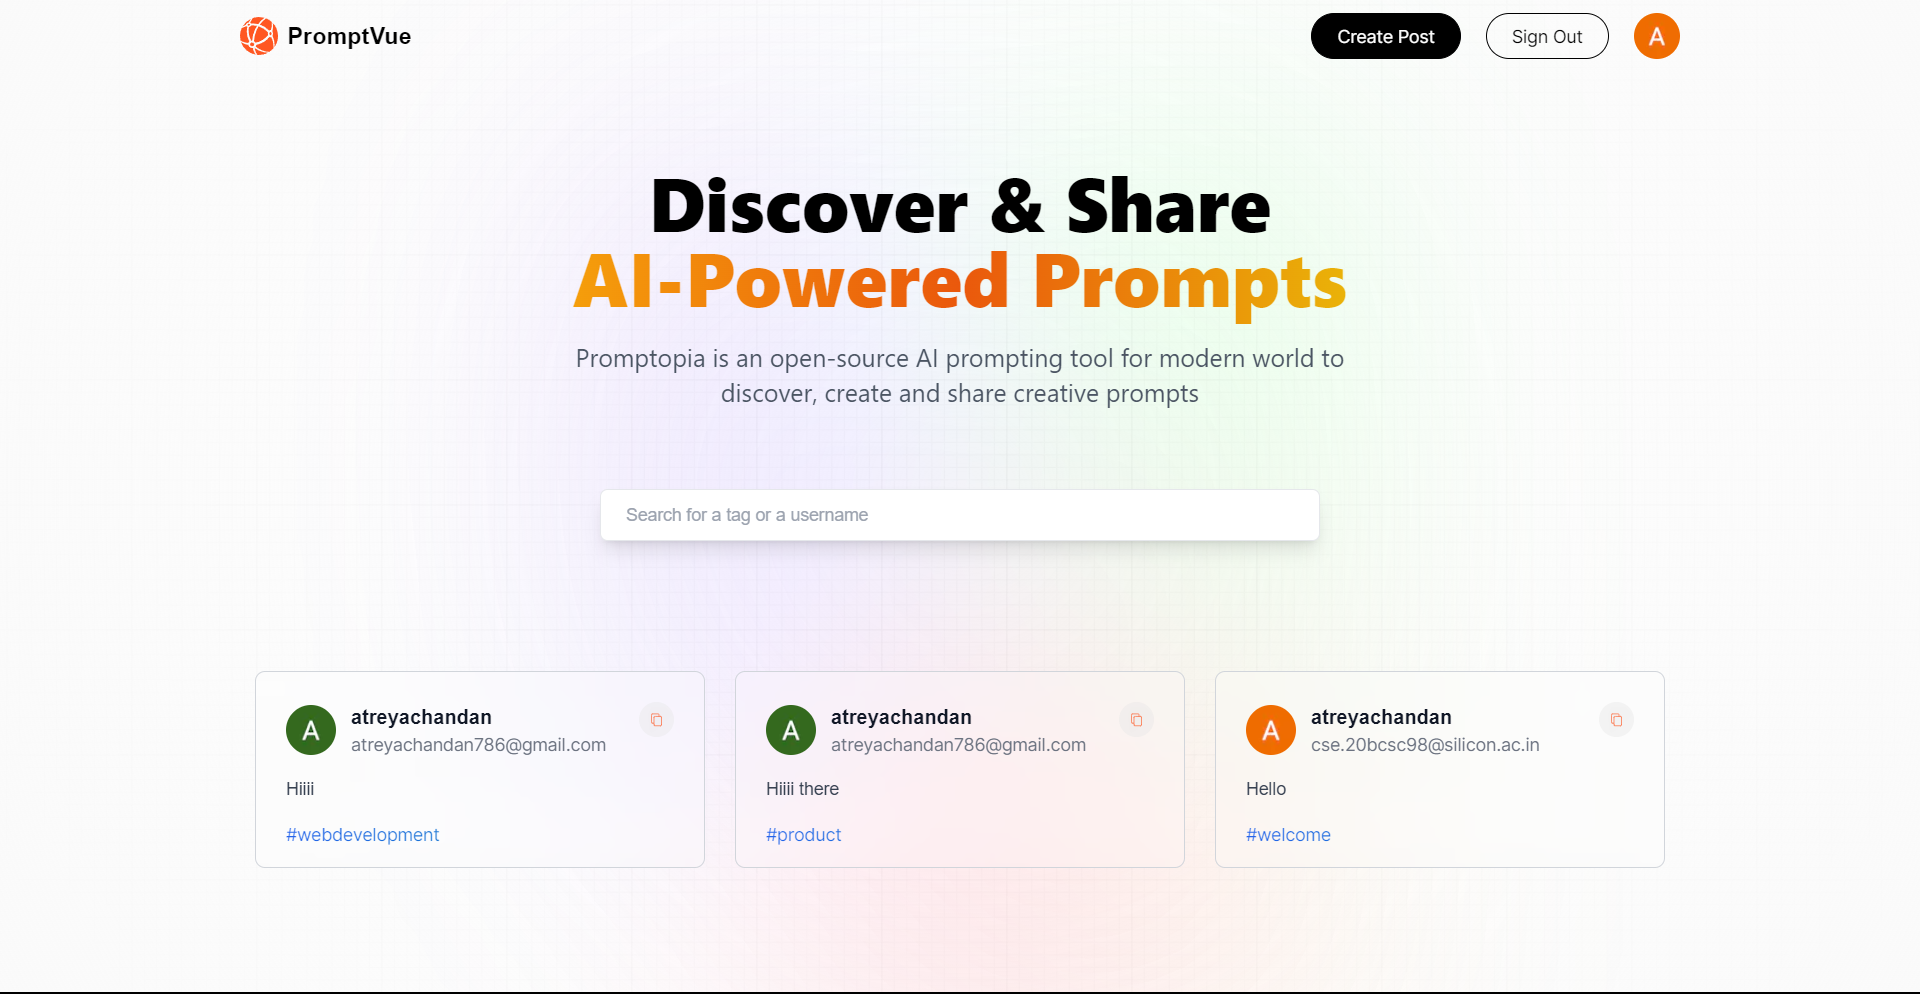 PromptVue
Create Post
Sign Out
A
Discover & Share
AI-Powered Prompts
Promptopia is an open-source AI prompting tool for modern world to
discover, create and share creative prompts
Search for a tag or a username
A
atreyachandan
atreyachandan786@gmail.com
Hiiii
#webdevelopment
A
atreyachandan
atreyachandan786@gmail.com
Hiiii there
#product
A
atreyachandan
cse.20bcsc98@silicon.ac.in
Hello
#welcome